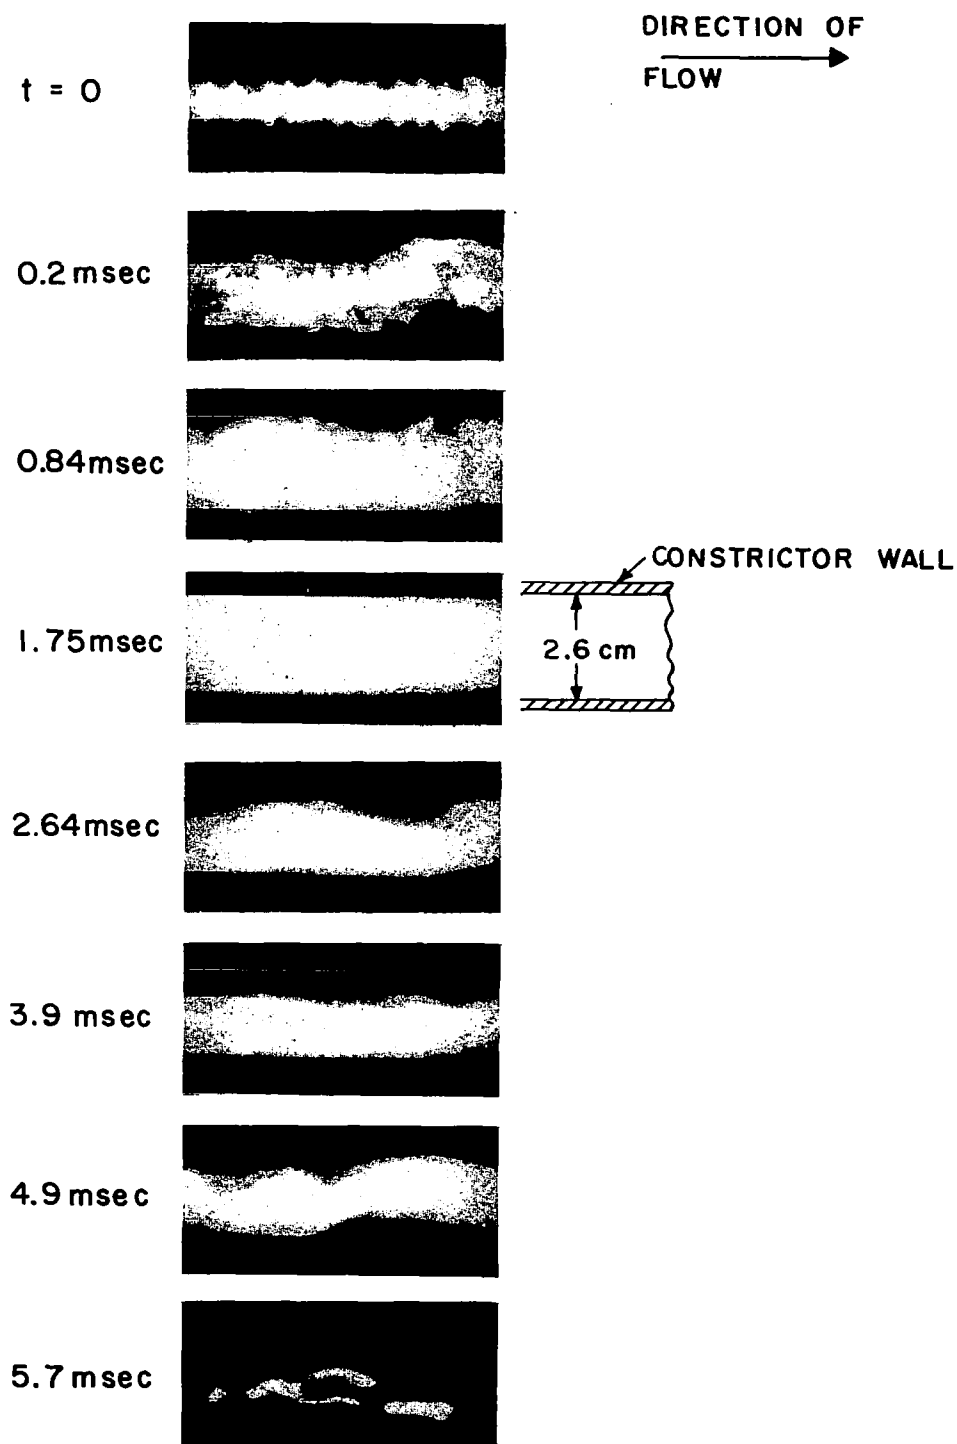 DIRECTION OF
FLOW
t = 0
0.2 msec
0.84 msec
CONSTRICTOR WALL
1.75 msec
2.6 cm
2.64 msec
3.9 msec
4.9 msec
5.7 msec